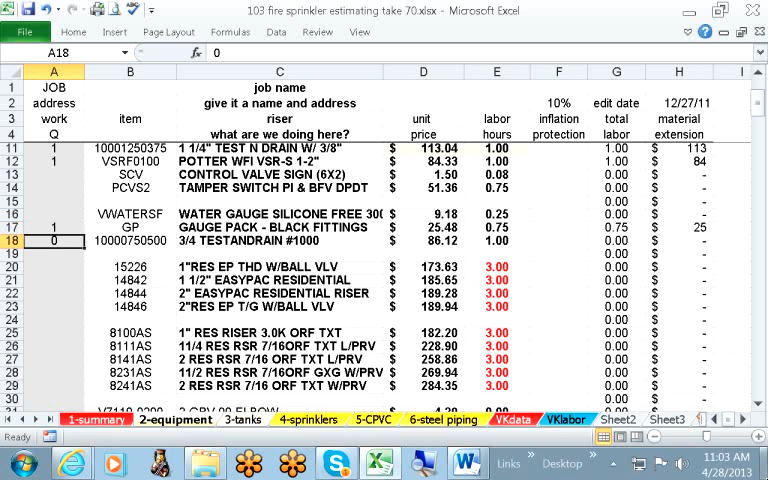 103 fire sprinkler estimating take 70.xlsx - Microsoft Excel
File Home Insert Page Layout Formulas Data Review View
A18 fx 0
A B C D E F G H I
1 JOB job name
2 address give it a name and address 10% edit date 12/27/11
3 work item riser unit labor inflation total material
4 Q what are we doing here? price hours protection labor extension
11 1 10001250375 1 1/4" TEST N DRAIN W/ 3/8" $ 113.04 1.00 1.00 $ 113
12 1 VSRF0100 POTTER WFI VSR-S 1-2" $ 84.33 1.00 1.00 $ 84
13 SCV CONTROL VALVE SIGN (6X2) $ 1.50 0.08 0.00 $ -
14 PCVS2 TAMPER SWITCH PI & BFV DPDT $ 51.36 0.75 0.00 $ -
15 0.00 $ -
16 VWATERSF WATER GAUGE SILICONE FREE 300 $ 9.18 0.25 0.00 $ -
17 1 GP GAUGE PACK - BLACK FITTINGS $ 25.48 0.75 0.75 $ 25
18 0 10000750500 3/4 TESTANDRAIN #1000 $ 86.12 1.00 0.00 $ -
19 0.00 $ -
20 15226 1"RES EP THD W/BALL VLV $ 173.63 3.00 0.00 $ -
21 14842 1 1/2" EASYPAC RESIDENTIAL $ 185.65 3.00 0.00 $ -
22 14844 2" EASYPAC RESIDENTIAL RISER $ 189.28 3.00 0.00 $ -
23 14846 2"RES EP T/G W/BALL VLV $ 189.94 3.00 0.00 $ -
24 0.00 $ -
25 8100AS 1" RES RISER 3.0K ORF TXT $ 182.20 3.00 0.00 $ -
26 8111AS 11/4 RES RSR 7/16ORF TXT L/PRV $ 228.90 3.00 0.00 $ -
27 8141AS 2 RES RSR 7/16 ORF TXT L/PRV $ 258.86 3.00 0.00 $ -
28 8231AS 11/2 RES RSR 7/16ORF GXG W/PRV $ 269.94 3.00 0.00 $ -
29 8241AS 2 RES RSR 7/16 ORF TXT W/PRV $ 284.35 3.00 0.00 $ -
30 0.00 $ -
1-summary 2-equipment 3-tanks 4-sprinklers 5-CPVC 6-steel piping VKdata VKlabor Sheet2 Sheet3
Ready
Links Desktop 11:03 AM
4/28/2013